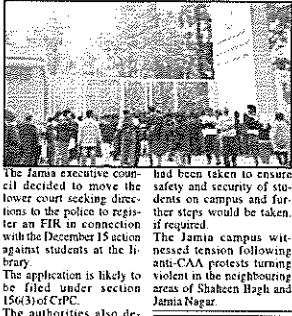 The Jamia executive coun-
cil decided to move the
lower court seeking direc-
tions to the police to regis-
ter an FIR in connection
with the December 15 action
against students at the li-
brary.
The application is likely to
be filed under section
156(3) of CrPC.
The authorities also de-
had been taken to ensure
safety and security of stu-
dents on campus and fur-
ther steps would be taken,
if required.
The Jamia campus wit-
nessed tension following
anti-CAA protests turning
violent in the neighbouring
areas of Shaheen Bagh and
Jamia Nagar.